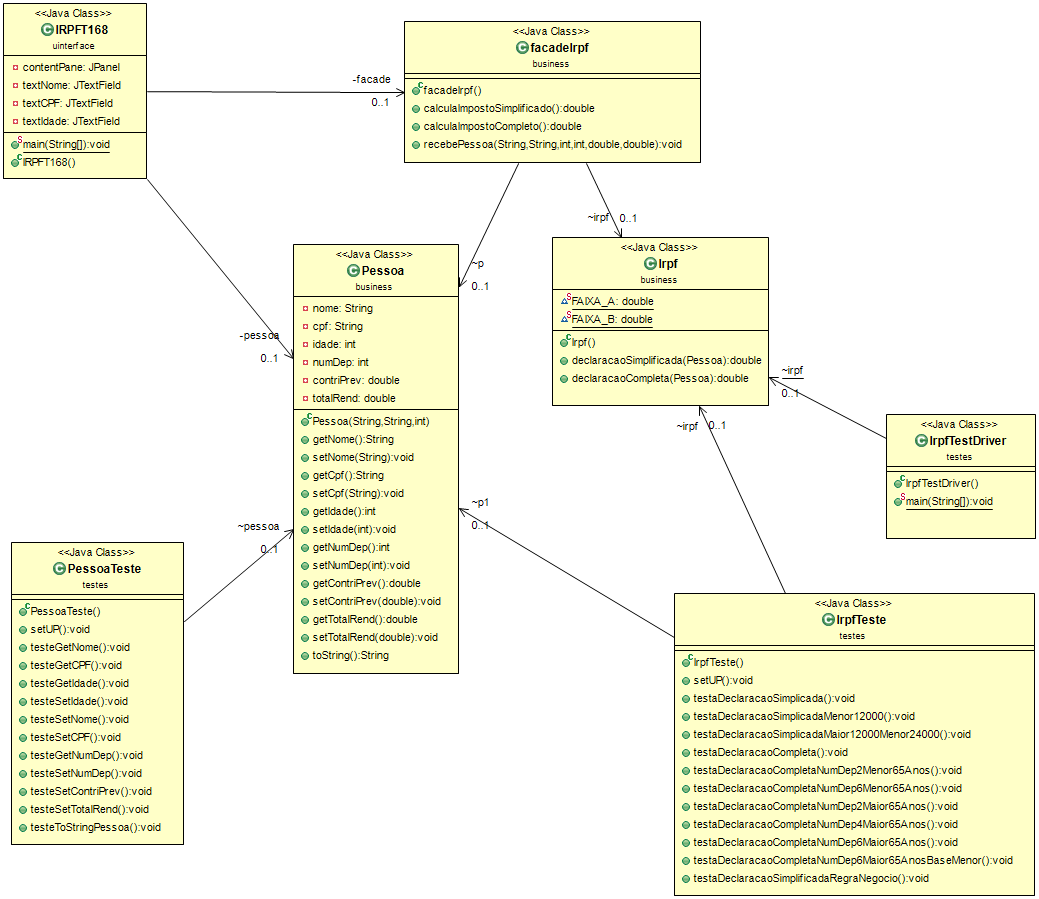 <<Java Class>>
IRPFT168
uinterface
contentPane: JPanel
textNome: JTextField
textCPF: JTextField
textIdade: JTextField
main(String[]):void
IRPFT168()
-facade
0..1
<<Java Class>>
facadeIrpf
business
facadeIrpf()
calculaImpostoSimplificado():double
calculaImpostoCompleto():double
recebePessoa(String,String,int,int,double,double):void
~p
0..1
~irpf
0..1
-pessoa
0..1
<<Java Class>>
Pessoa
business
nome: String
cpf: String
idade: int
numDep: int
contriPrev: double
totalRend: double
Pessoa(String,String,int)
getNome():String
setNome(String):void
getCpf():String
setCpf(String):void
getIdade():int
setIdade(int):void
getNumDep():int
setNumDep(int):void
getContriPrev():double
setContriPrev(double):void
getTotalRend():double
setTotalRend(double):void
toString():String
<<Java Class>>
Irpf
business
FAIXA_A: double
FAIXA_B: double
Irpf()
declaracaoSimplificada(Pessoa):double
declaracaoCompleta(Pessoa):double
~irpf
0..1
~irpf
0..1
<<Java Class>>
IrpfTestDriver
testes
IrpfTestDriver()
main(String[]):void
~pessoa
0..1
~p1
0..1
<<Java Class>>
PessoaTeste
testes
PessoaTeste()
setUP():void
testeGetNome():void
testeGetCPF():void
testeGetIdade():void
testeSetIdade():void
testeSetNome():void
testeSetCPF():void
testeGetNumDep():void
testeSetNumDep():void
testeSetContriPrev():void
testeSetTotalRend():void
testeToStringPessoa():void
<<Java Class>>
IrpfTeste
testes
IrpfTeste()
setUP():void
testaDeclaracaoSimplicada():void
testaDeclaracaoSimplicadaMenor12000():void
testaDeclaracaoSimplicadaMaior12000Menor24000():void
testaDeclaracaoCompleta():void
testaDeclaracaoCompletaNumDep2Menor65Anos():void
testaDeclaracaoCompletaNumDep6Menor65Anos():void
testaDeclaracaoCompletaNumDep2Maior65Anos():void
testaDeclaracaoCompletaNumDep4Maior65Anos():void
testaDeclaracaoCompletaNumDep6Maior65Anos():void
testaDeclaracaoCompletaNumDep6Maior65AnosBaseMenor():void
testaDeclaracaoSimplificadaRegraNegocio():void